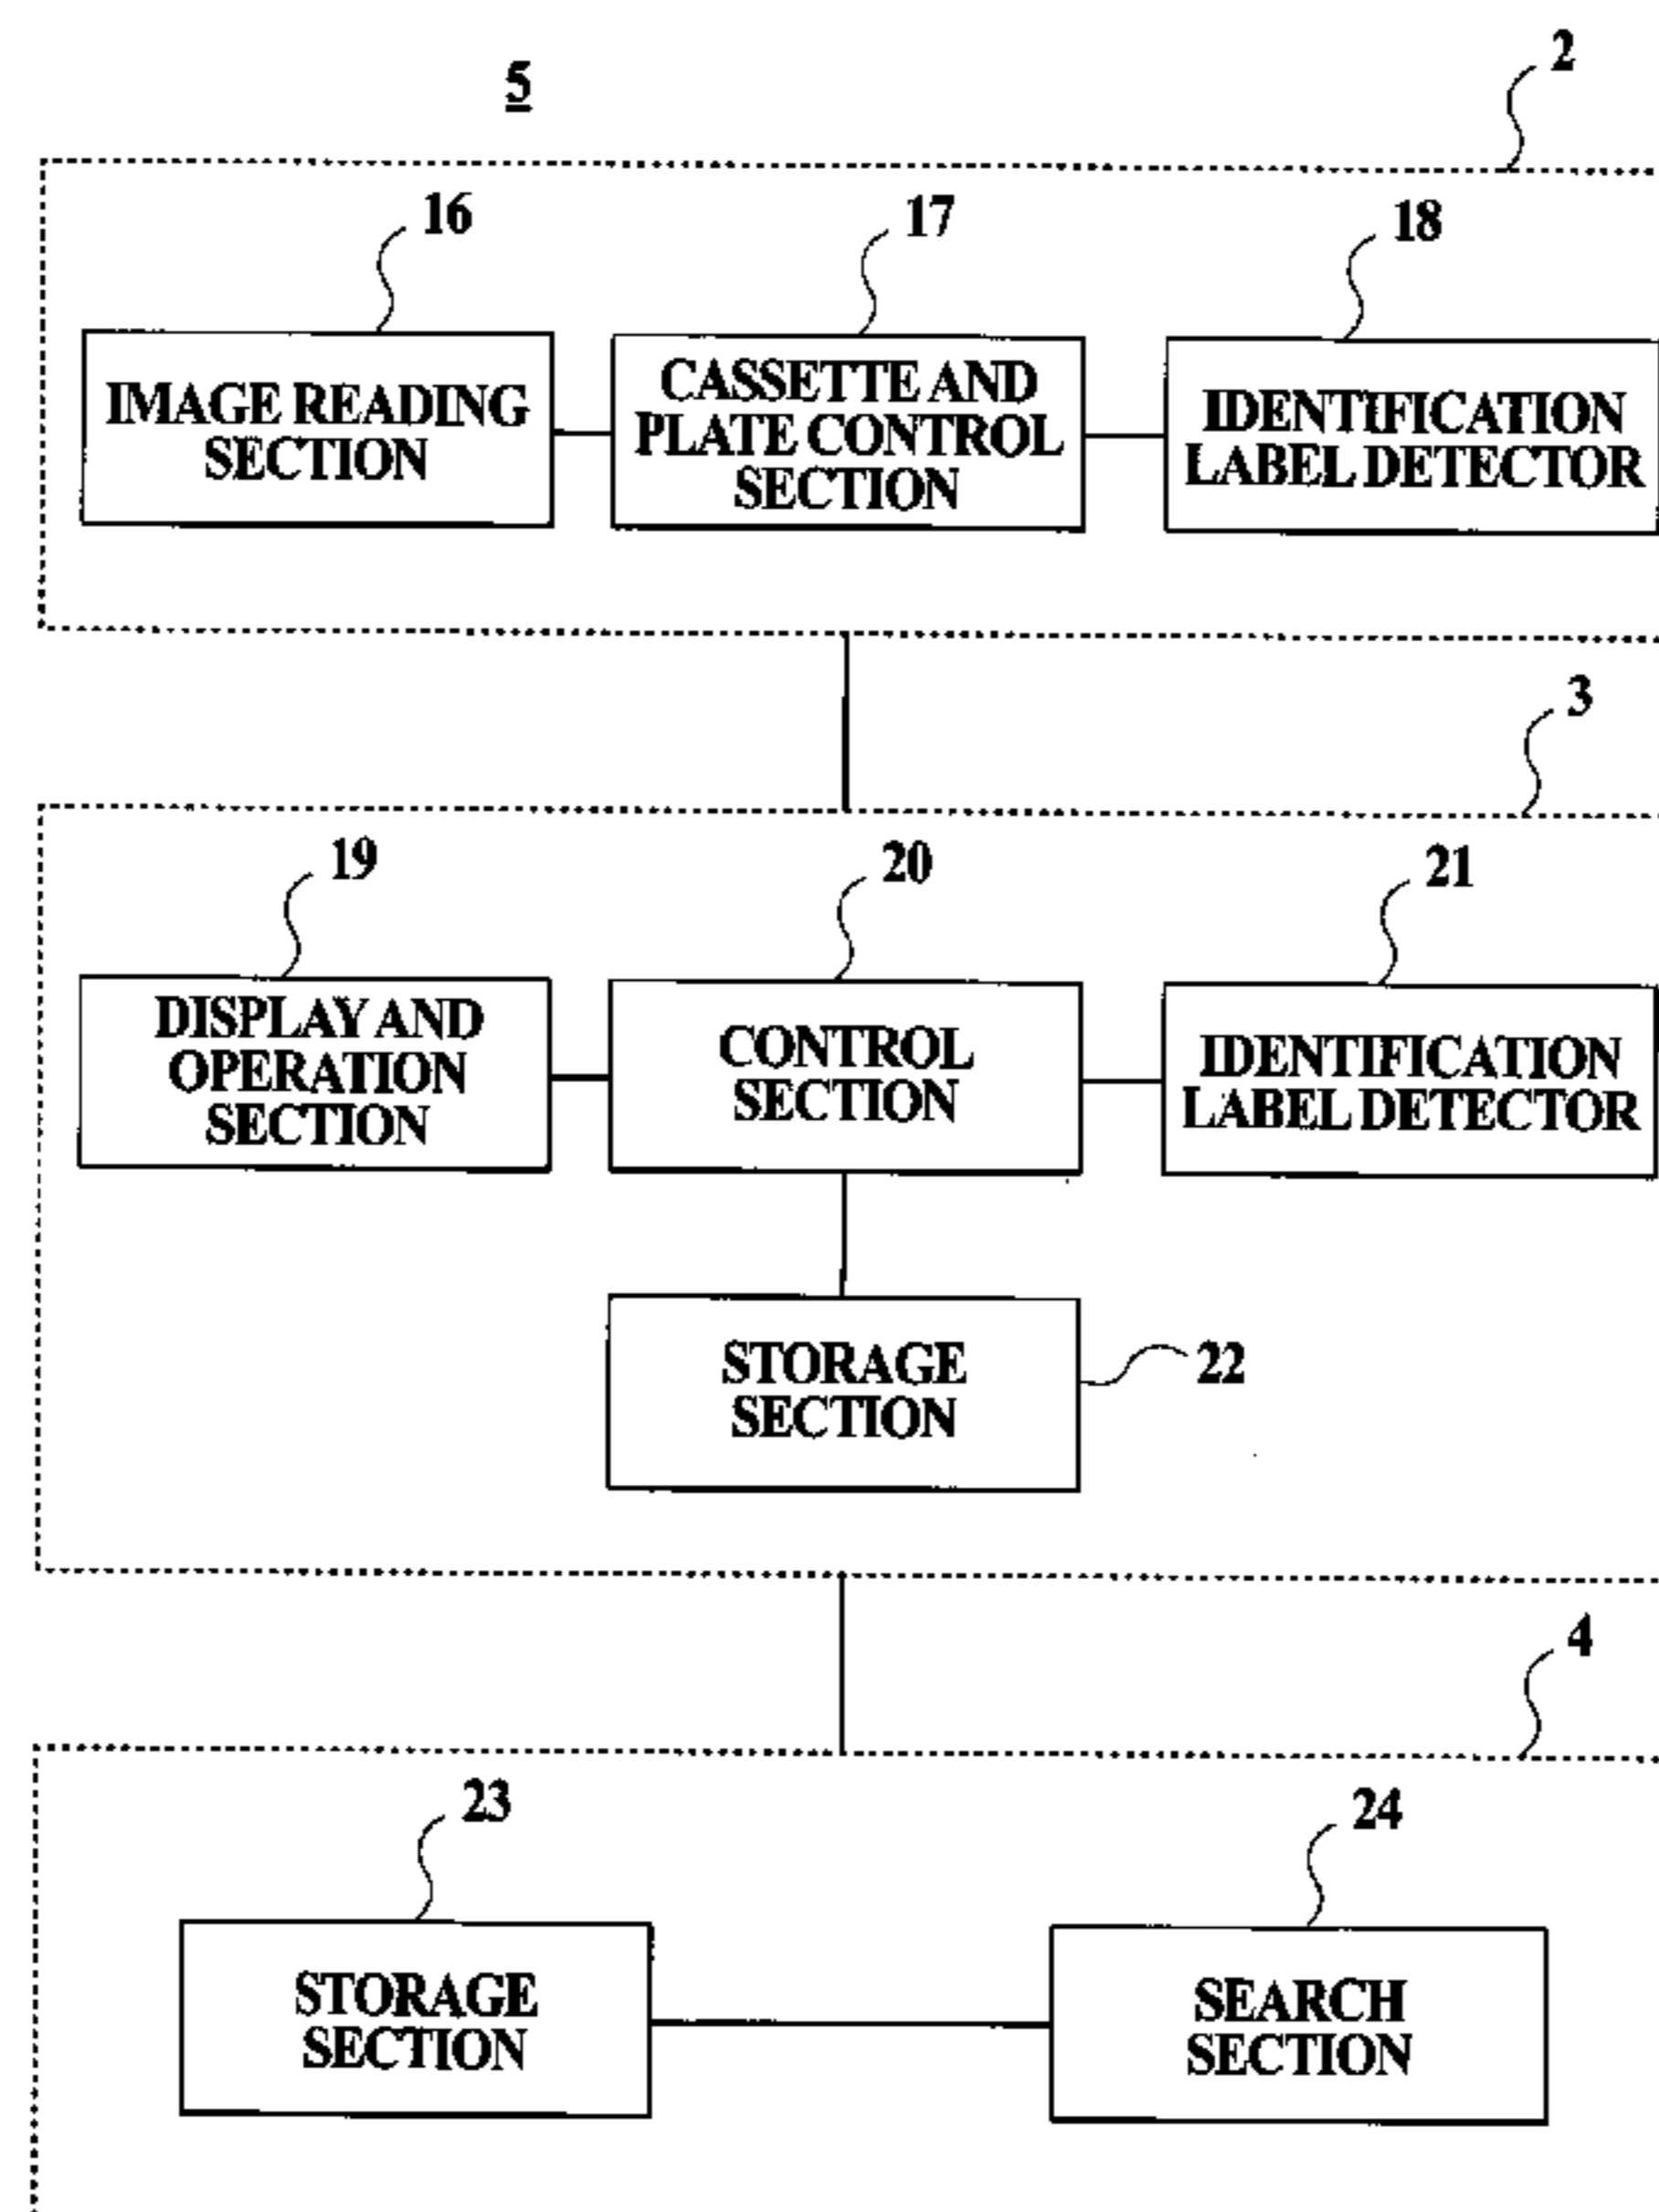 5
2
16
17
18
IMAGE READING
SECTION
CASSETTE AND
PLATE CONTROL
SECTION
IDENTIFICATION
LABEL DETECTOR
3
19
20
21
DISPLAY AND
OPERATION
SECTION
CONTROL
SECTION
IDENTIFICATION
LABEL DETECTOR
STORAGE
SECTION
22
4
23
24
STORAGE
SECTION
SEARCH
SECTION